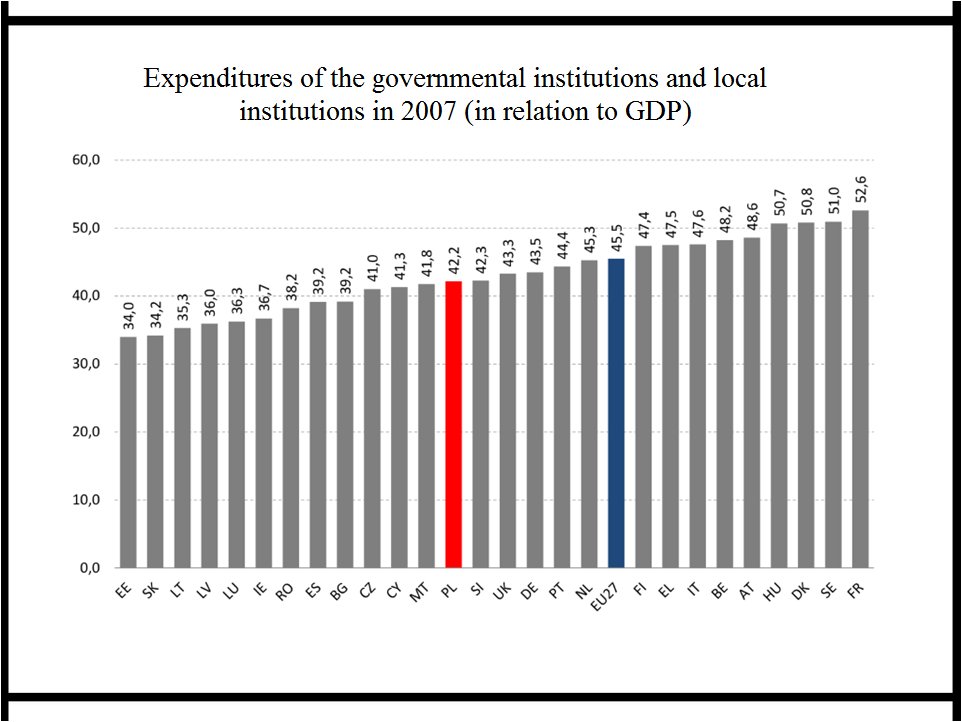 Expenditures of the governmental institutions and local
institutions in 2007 (in relation to GDP)
60,0
50,0
40,0
30,0
20,0
10,0
0,0
34,0
34,2
35,3
36,0
36,3
36,7
38,2
39,2
39,2
41,0
41,3
41,8
42,2
42,3
43,3
43,5
44,4
45,3
45,5
47,4
47,5
47,6
48,2
48,6
50,7
50,8
51,0
52,6
EE
SK
LT
LV
LU
IE
RO
ES
BG
CZ
CY
MT
PL
SI
UK
DE
PT
NL
EU27
FI
EL
IT
BE
AT
HU
DK
SE
FR